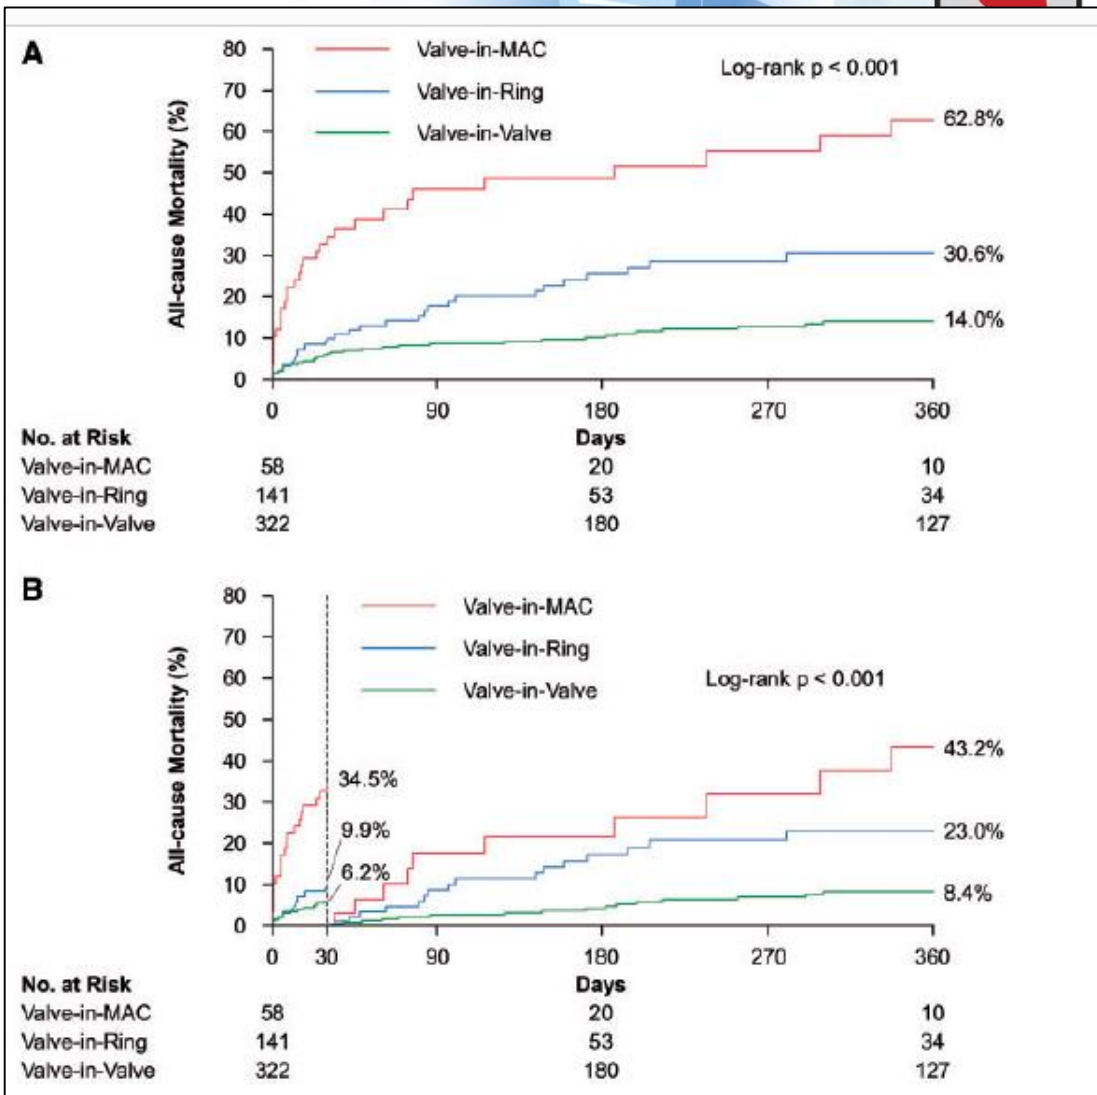 A
80
Valve-in-MAC
Log-rank p < 0.001
70
Valve-in-Ring
60
Valve-in-Valve
62.8%
50
40
30
30.6%
20
14.0%
10
0
All-cause Mortality (%)
0 90 180 270 360
No. at Risk Days
Valve-in-MAC 58 20 10
Valve-in-Ring 141 53 34
Valve-in-Valve 322 180 127
B
80
Valve-in-MAC
70
Valve-in-Ring
60
Valve-in-Valve
Log-rank p < 0.001
50
40
43.2%
34.5%
30
9.9%
23.0%
20
6.2%
10
8.4%
0
All-cause Mortality (%)
0 30 90 180 270 360
No. at Risk Days
Valve-in-MAC 58 20 10
Valve-in-Ring 141 53 34
Valve-in-Valve 322 180 127